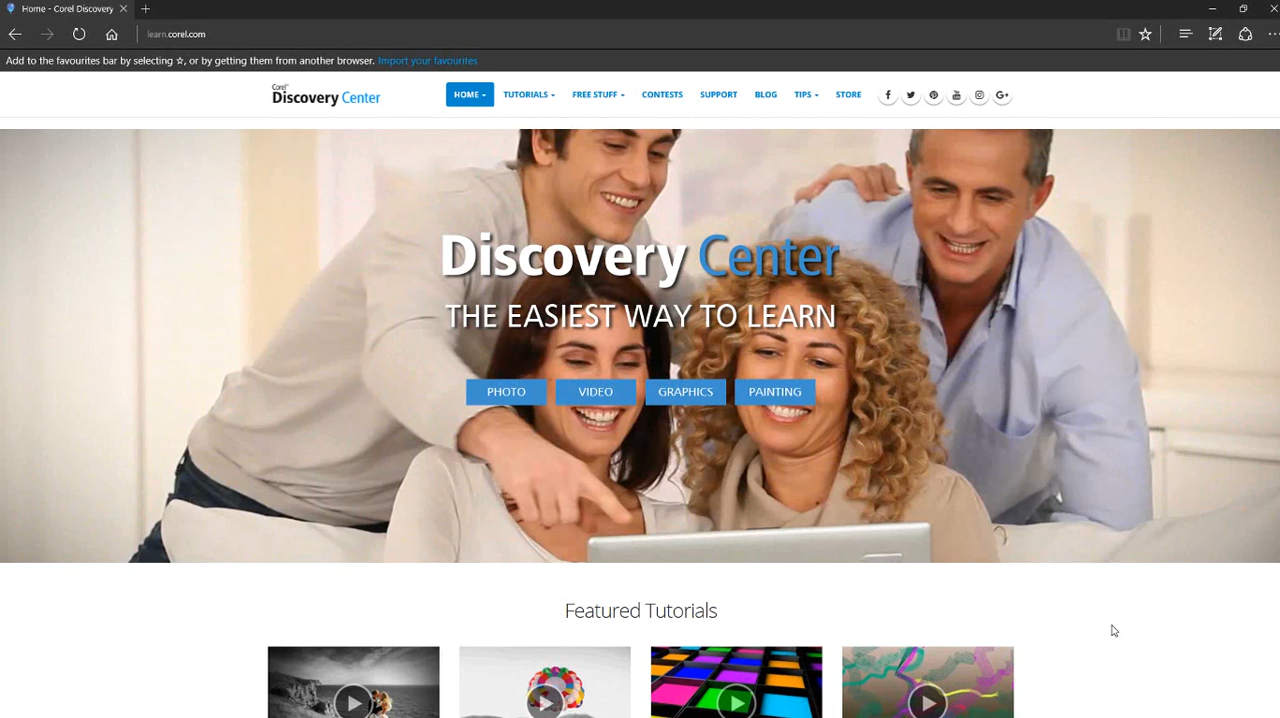 Home - Corel Discovery
learn.corel.com
Add to the favourites bar by selecting ☆, or by getting them from another browser. Import your favourites
Corel™
Discovery Center
HOME TUTORIALS FREE STUFF CONTESTS SUPPORT BLOG TIPS STORE
Discovery Center
THE EASIEST WAY TO LEARN
PHOTO VIDEO GRAPHICS PAINTING
Featured Tutorials